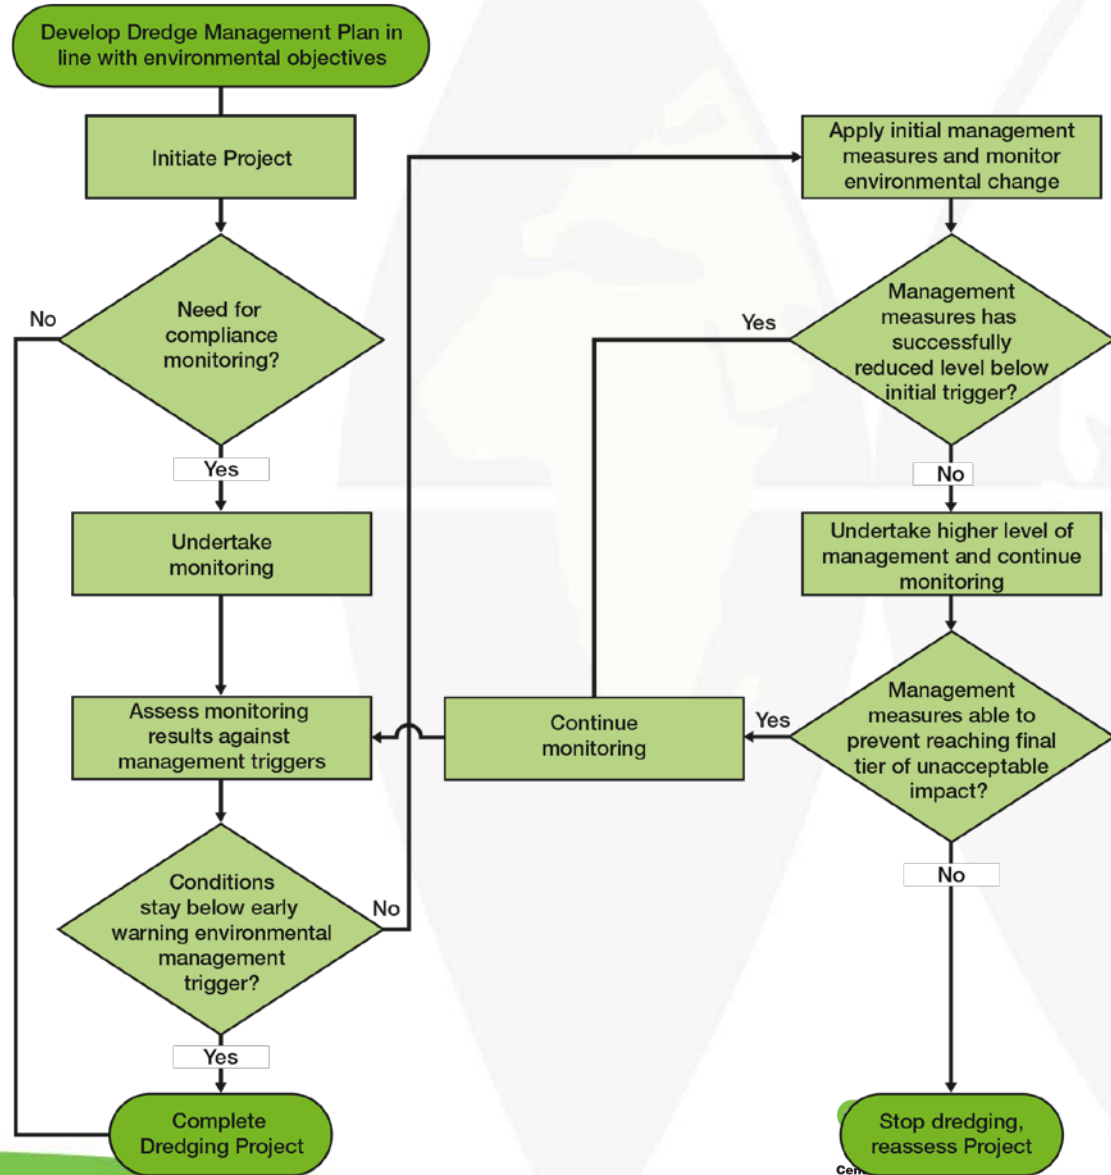 Develop Dredge Management Plan in
line with environmental objectives
Initiate Project
Need for
compliance
monitoring?
No
Yes
Undertake
monitoring
Assess monitoring
results against
management triggers
Conditions
stay below early
warning environmental
management
trigger?
No
Yes
Complete
Dredging Project
Apply initial management
measures and monitor
environmental change
Management
measures has
successfully
reduced level below
initial trigger?
Yes
No
Undertake higher level of
management and continue
monitoring
Management
measures able to
prevent reaching final
tier of unacceptable
impact?
Yes
Continue
monitoring
No
Stop dredging,
reassess Project